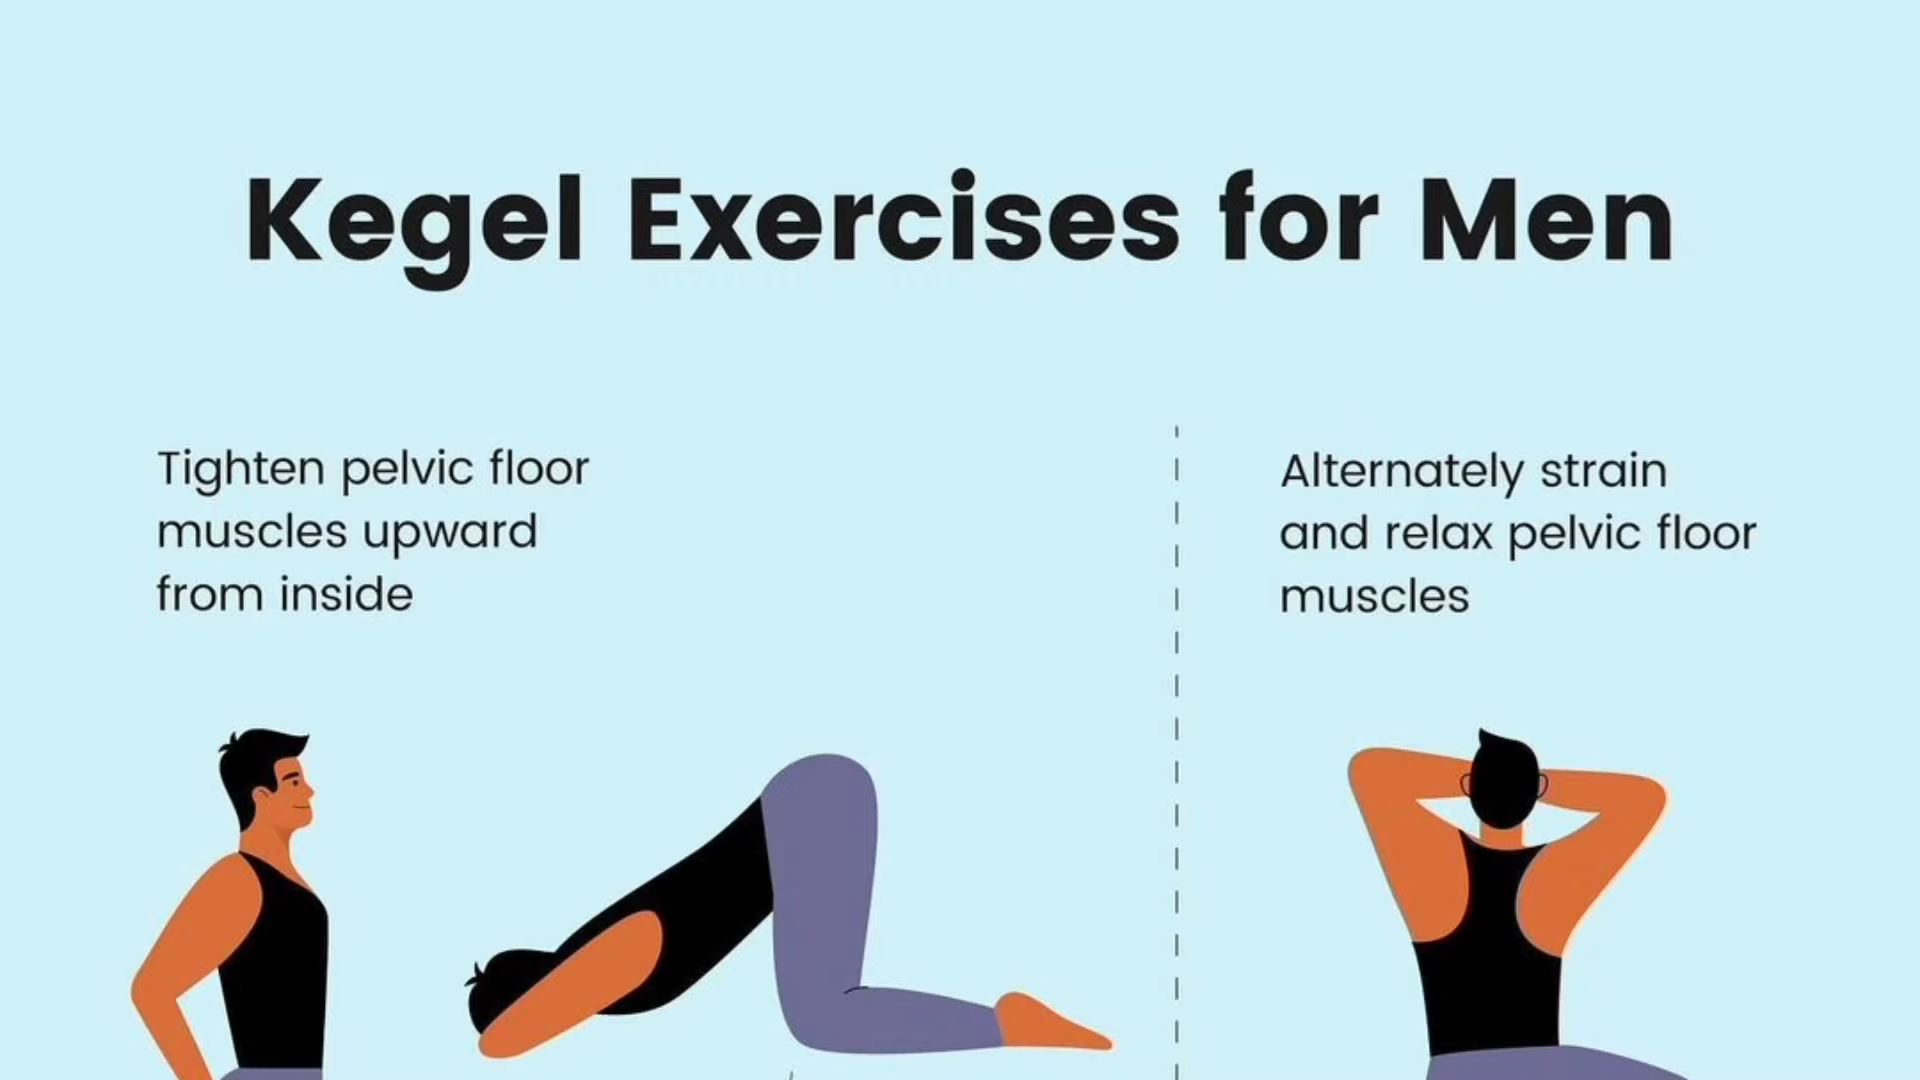 Kegel Exercises for Men
Tighten pelvic floor
muscles upward
from inside
Alternately strain
and relax pelvic floor
muscles